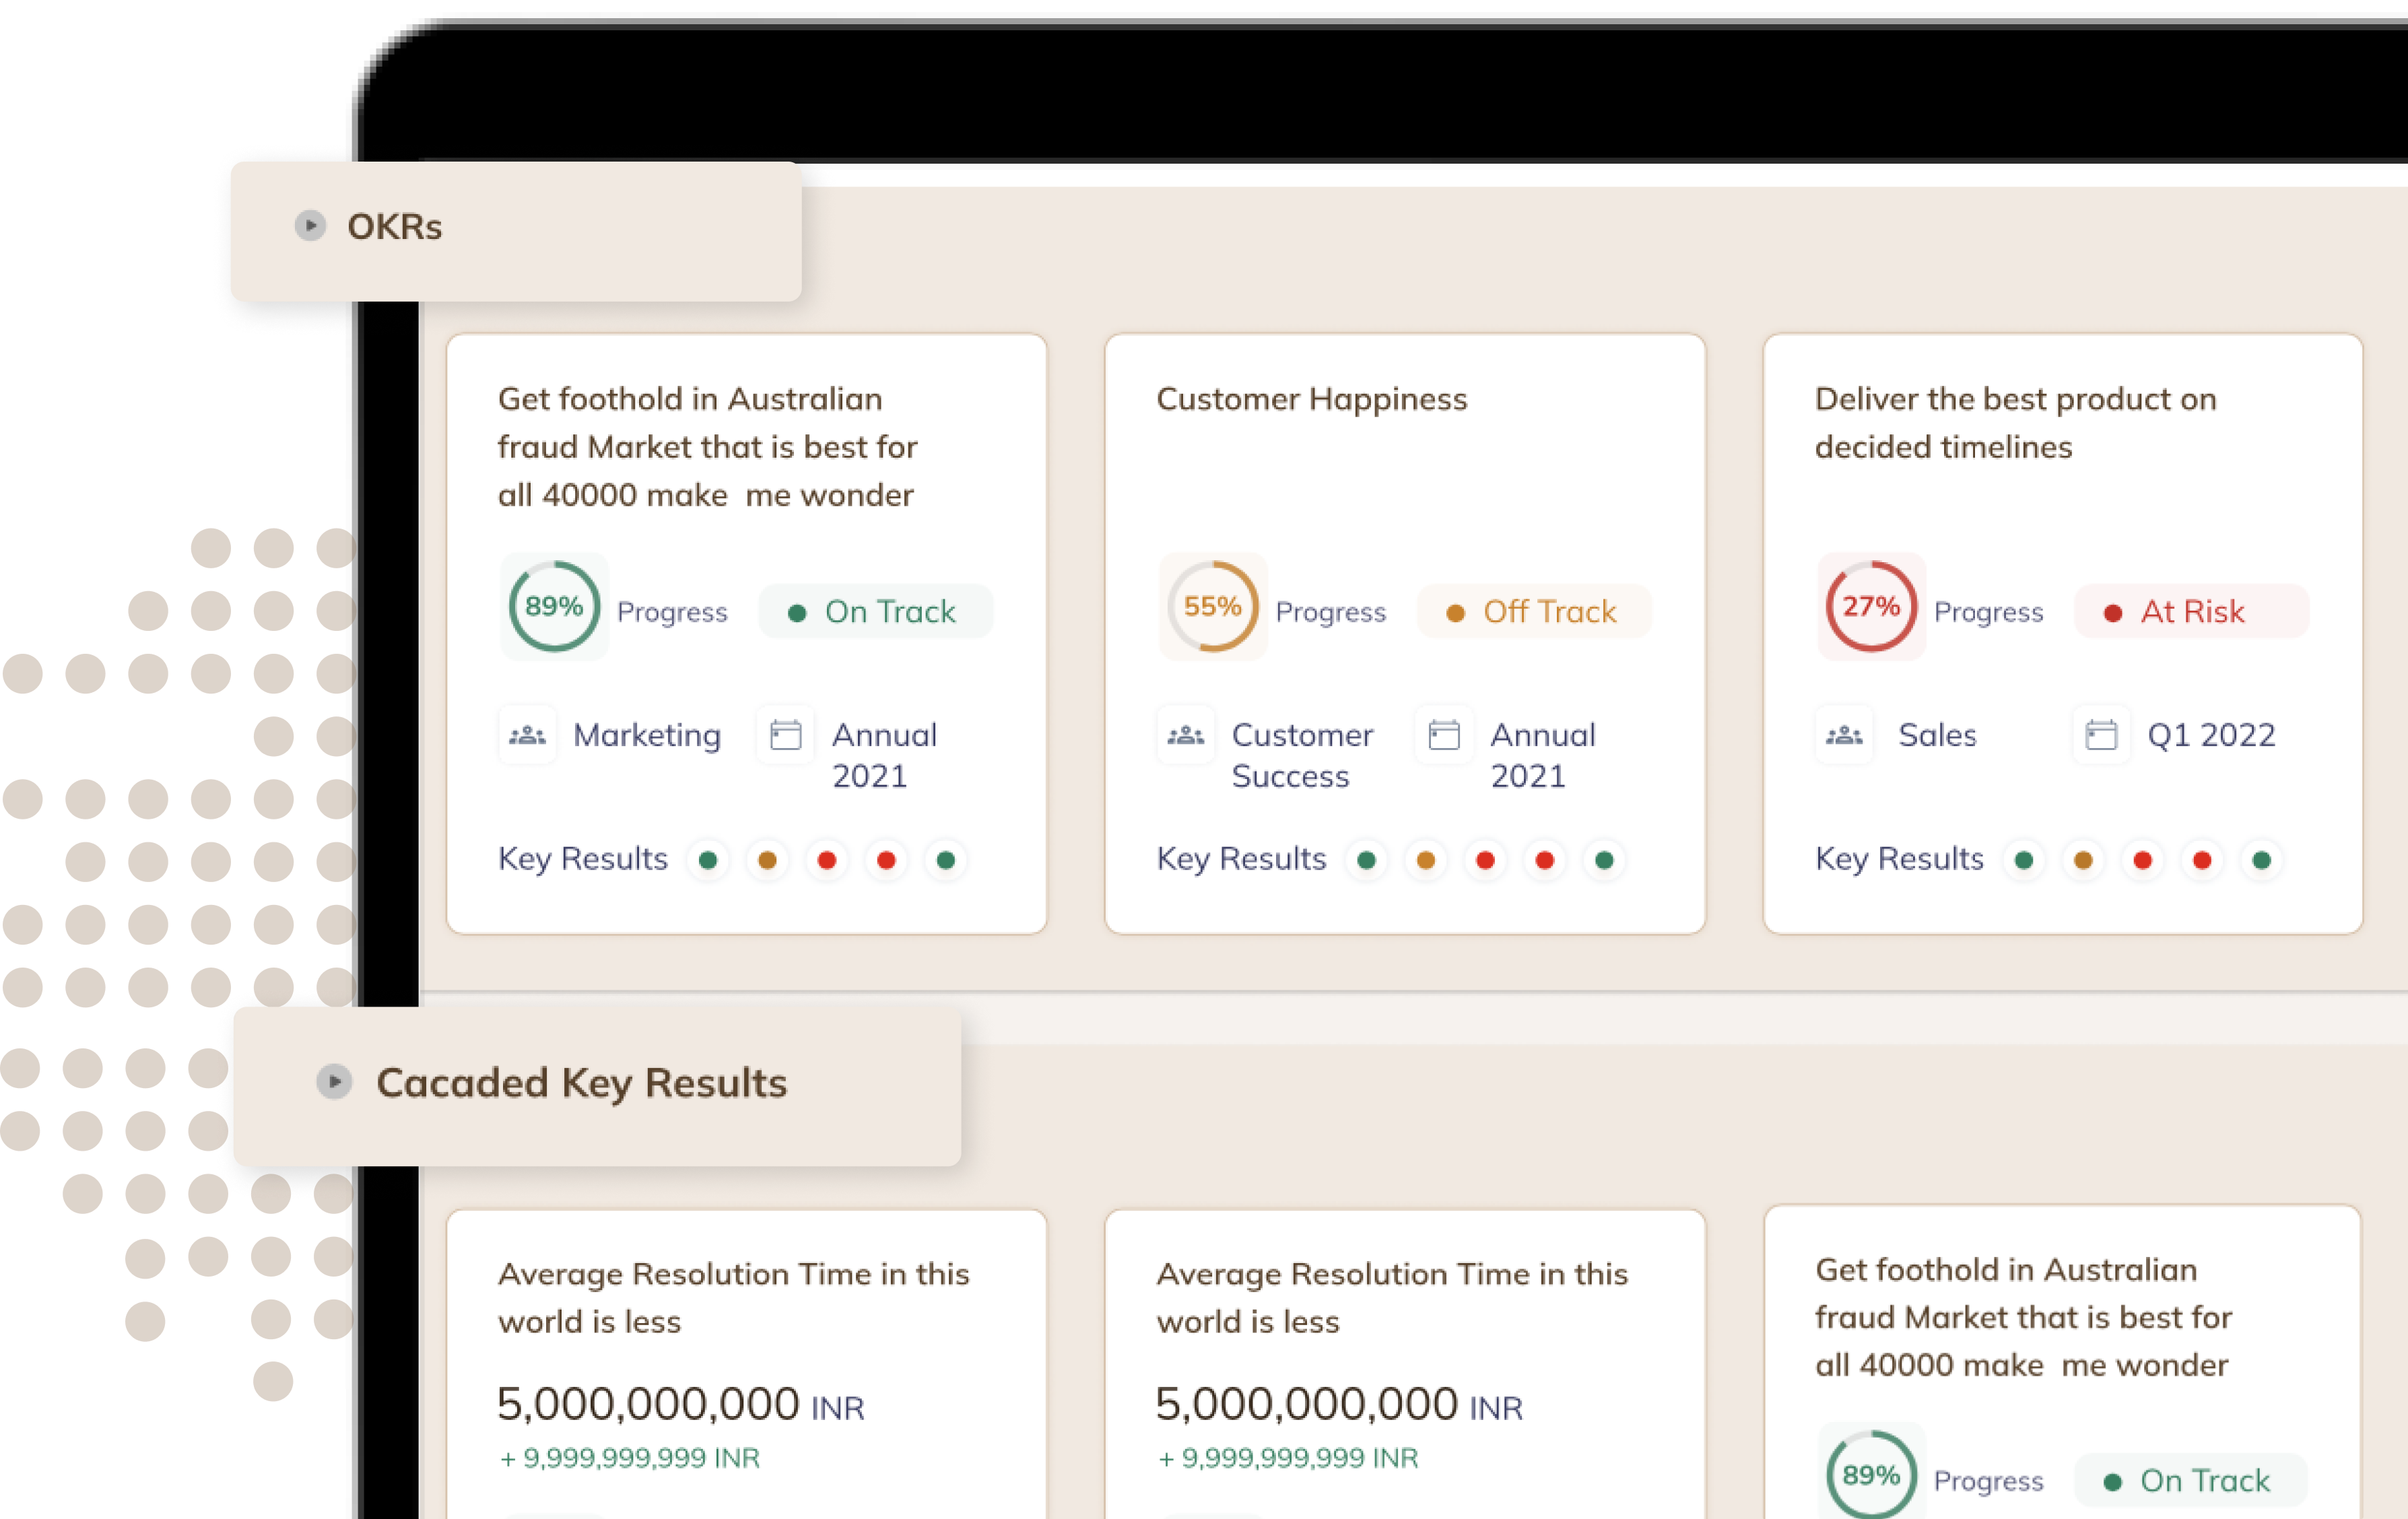 OKRs
Get foothold in Australian
fraud Market that is best for
all 40000 make  me wonder
89% Progress On Track
Marketing Annual
2021
Key Results
Customer Happiness
55% Progress Off Track
Customer Annual
Success 2021
Key Results
Deliver the best product on
decided timelines
27% Progress At Risk
Sales Q1 2022
Key Results
Cacaded Key Results
Average Resolution Time in this
world is less
5,000,000,000 INR
+ 9,999,999,999 INR
Average Resolution Time in this
world is less
5,000,000,000 INR
+ 9,999,999,999 INR
Get foothold in Australian
fraud Market that is best for
all 40000 make  me wonder
89% Progress On Track